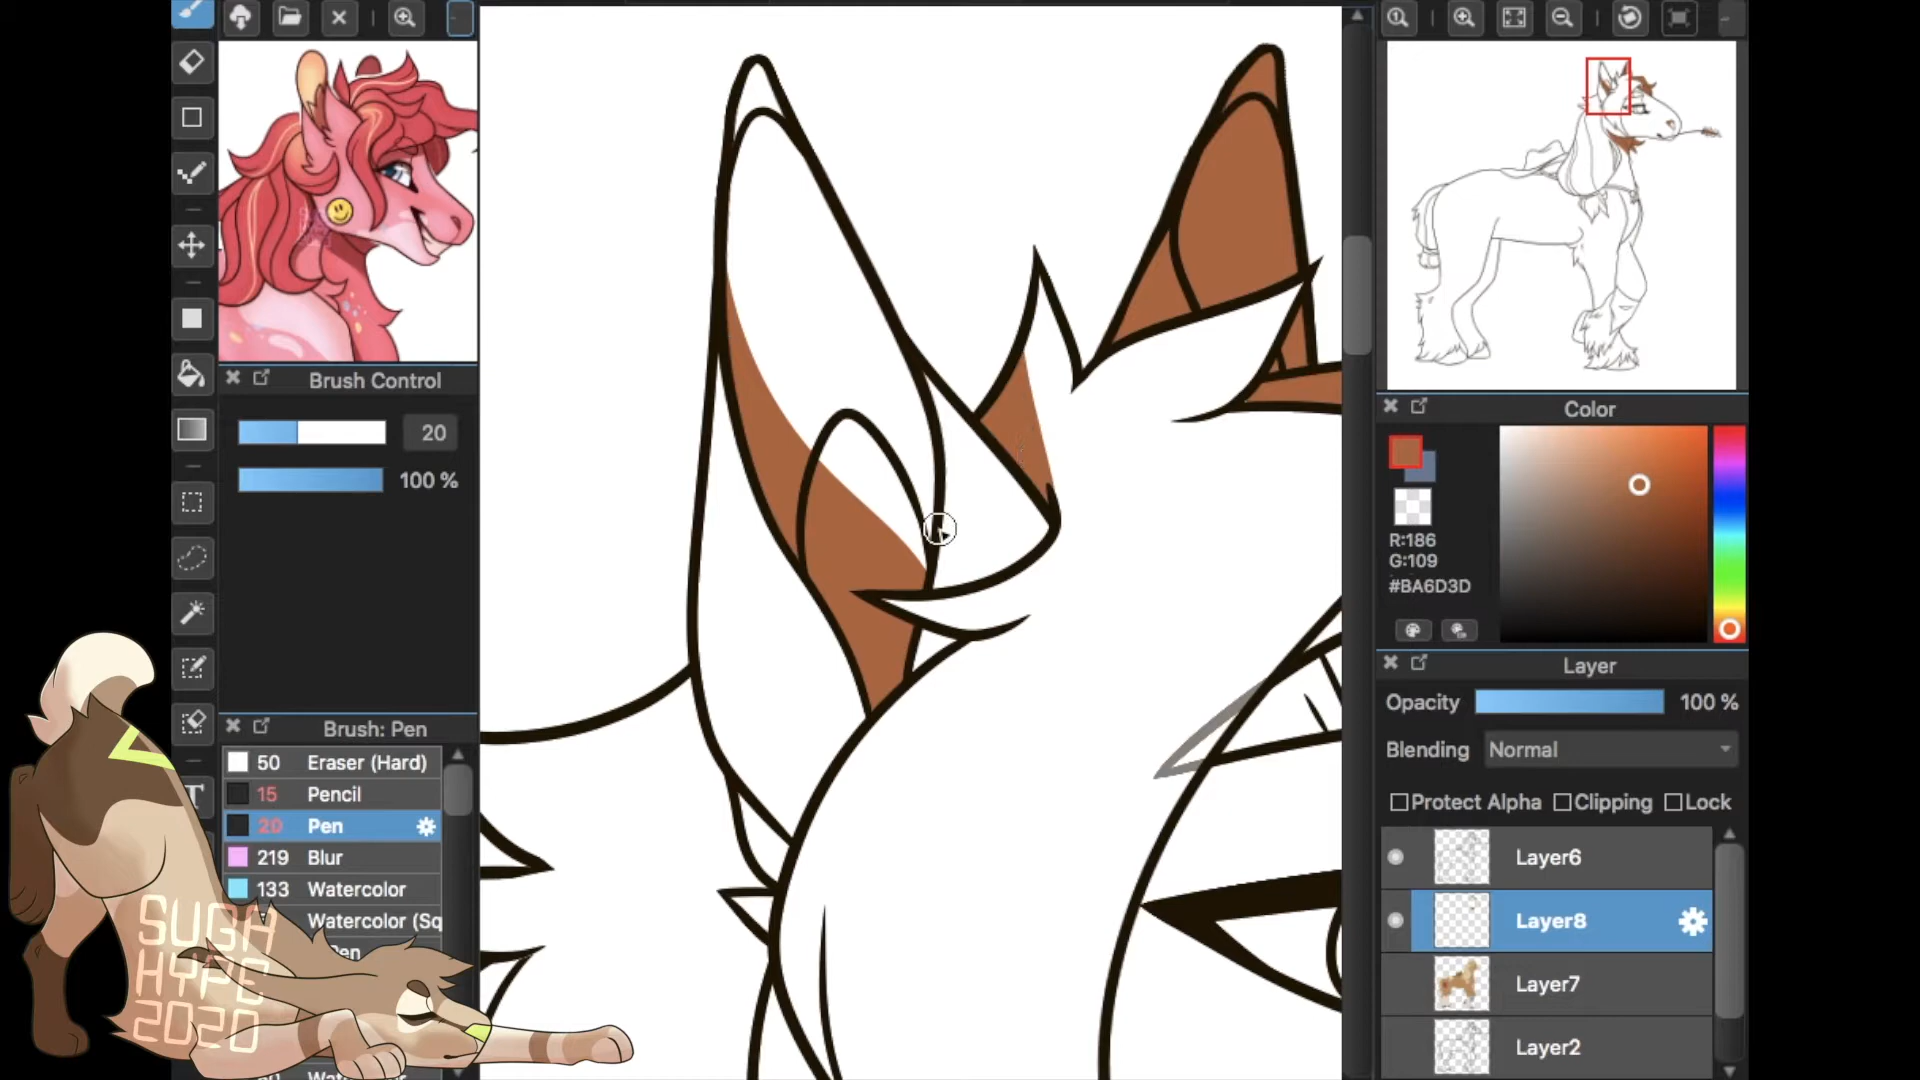 Brush Control
20
100 %
Brush: Pen
50 Eraser (Hard)
15 Pencil
20 Pen
219 Blur
133 Watercolor
Watercolor (Sq
Pen
SUGA
HYPE
2020
Color
R:186
G:109
#BA6D3D
Layer
Opacity 100 %
Blending Normal
Protect Alpha Clipping Lock
Layer6
Layer8
Layer7
Layer2